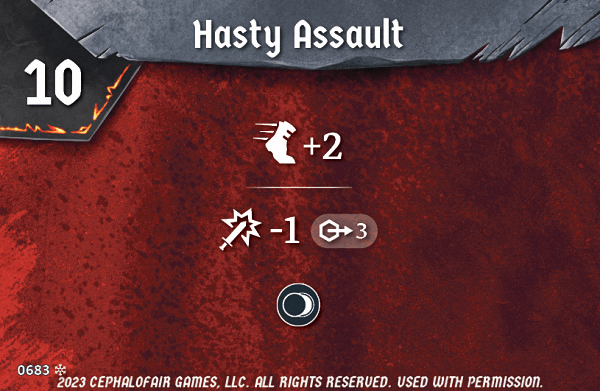 Hasty Assault
10
+2
-1 3
0683
2023 CEPHALOFAIR GAMES, LLC. ALL RIGHTS RESERVED. USED WITH PERMISSION.